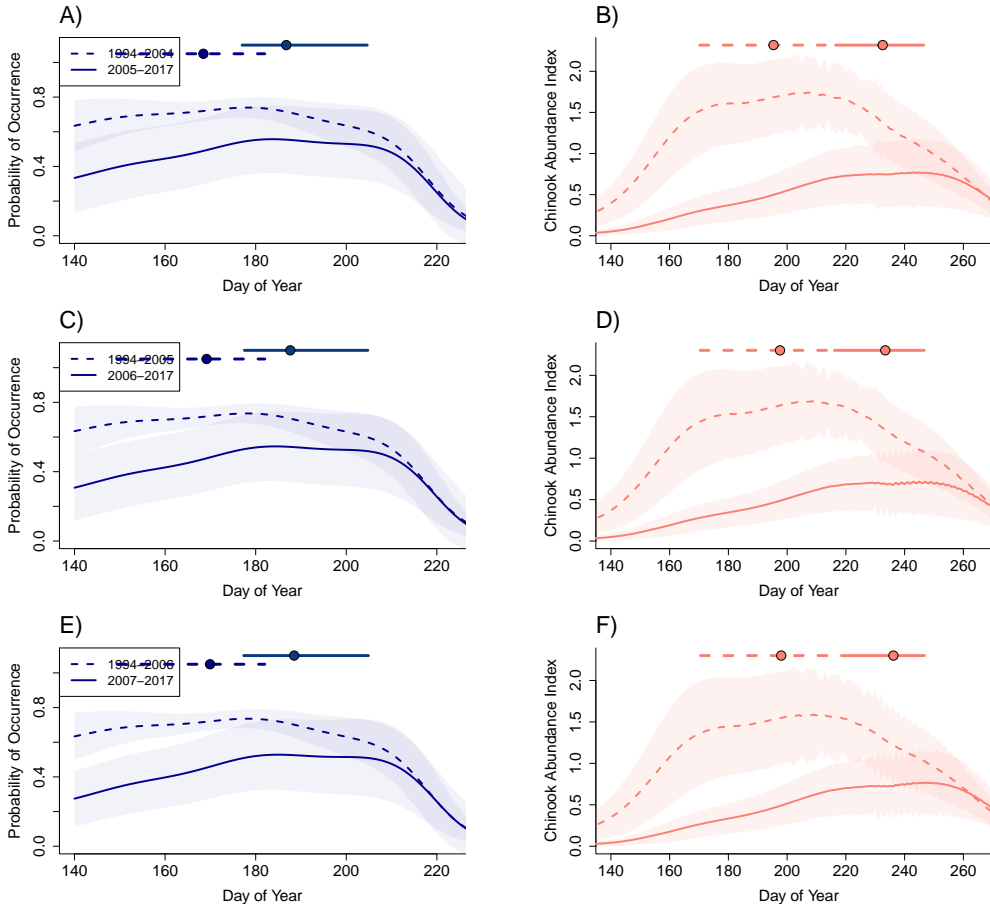 A)
1994–2004
2005–2017
Probability of Occurrence
0.0 0.4 0.8
140 160 180 200 220
Day of Year
B)
Chinook Abundance Index
0.0 0.5 1.0 1.5 2.0
140 160 180 200 220 240 260
Day of Year
C)
1994–2005
2006–2017
Probability of Occurrence
0.0 0.4 0.8
140 160 180 200 220
Day of Year
D)
Chinook Abundance Index
0.0 0.5 1.0 1.5 2.0
140 160 180 200 220 240 260
Day of Year
E)
1994–2006
2007–2017
Probability of Occurrence
0.0 0.4 0.8
140 160 180 200 220
Day of Year
F)
Chinook Abundance Index
0.0 0.5 1.0 1.5 2.0
140 160 180 200 220 240 260
Day of Year